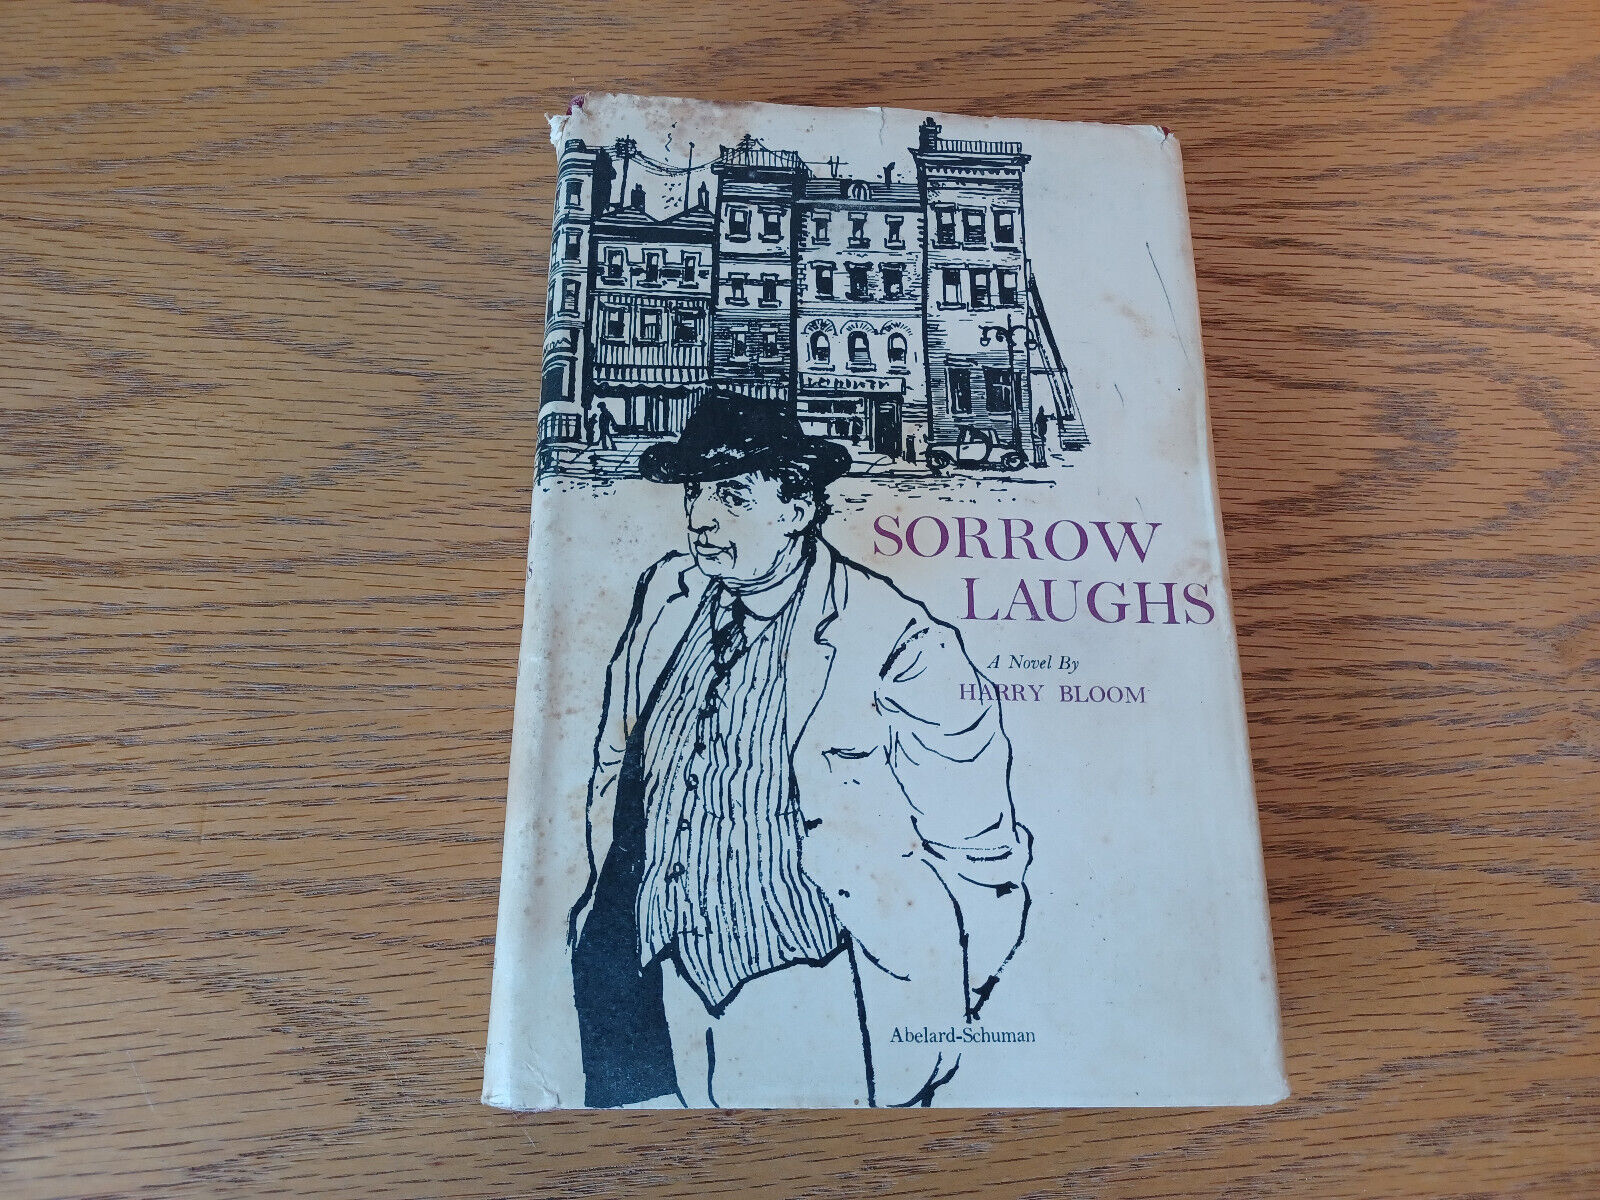 SORROW
LAUGHS
A Novel By
HARRY BLOOM
Abelard-Schuman